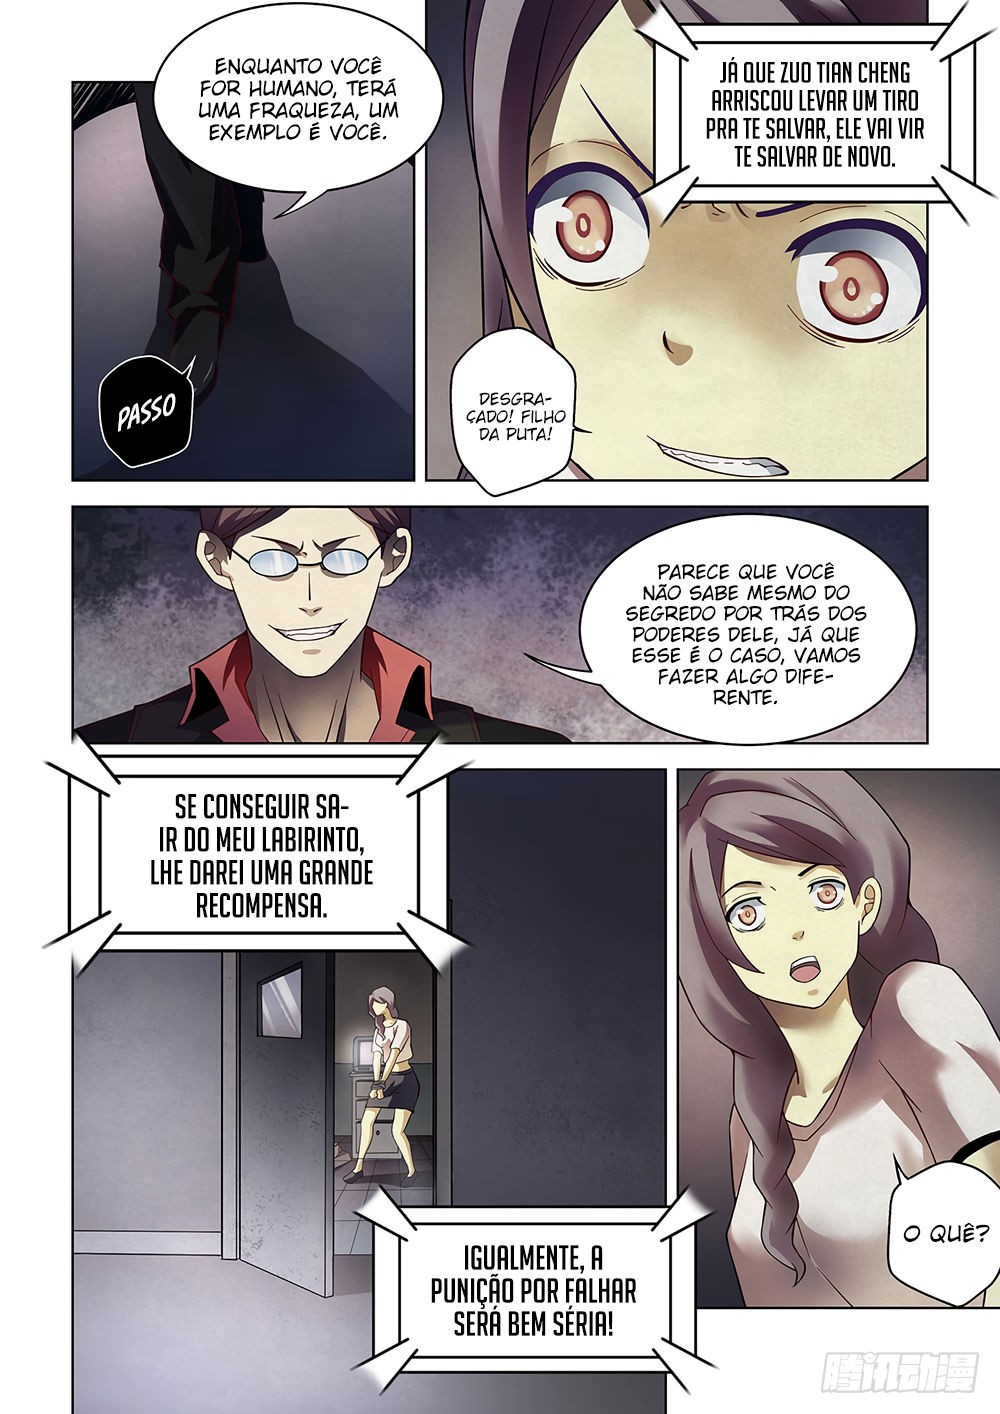 ENQUANTO VOCÊ
FOR HUMANO, TERÁ
UMA FRAQUEZA, UM
EXEMPLO É VOCÊ.
JÁ QUE ZUO TIAN CHENG
ARRISCOU LEVAR UM TIRO
PRA TE SALVAR, ELE VAI VIR
TE SALVAR DE NOVO.
PASSO
DESGRA-
ÇADO! FILHO
DA PUTA!
PARECE QUE VOCÊ
NÃO SABE MESMO DO
SEGREDO POR TRÁS DOS
PODERES DELE, JÁ QUE
ESSE É O CASO, VAMOS
FAZER ALGO DIFE-
RENTE.
SE CONSEGUIR SA-
IR DO MEU LABIRINTO,
LHE DAREI UMA GRANDE
RECOMPENSA.
O QUÊ?
IGUALMENTE, A
PUNIÇÃO POR FALHAR
SERÁ BEM SÉRIA!
腾讯动漫